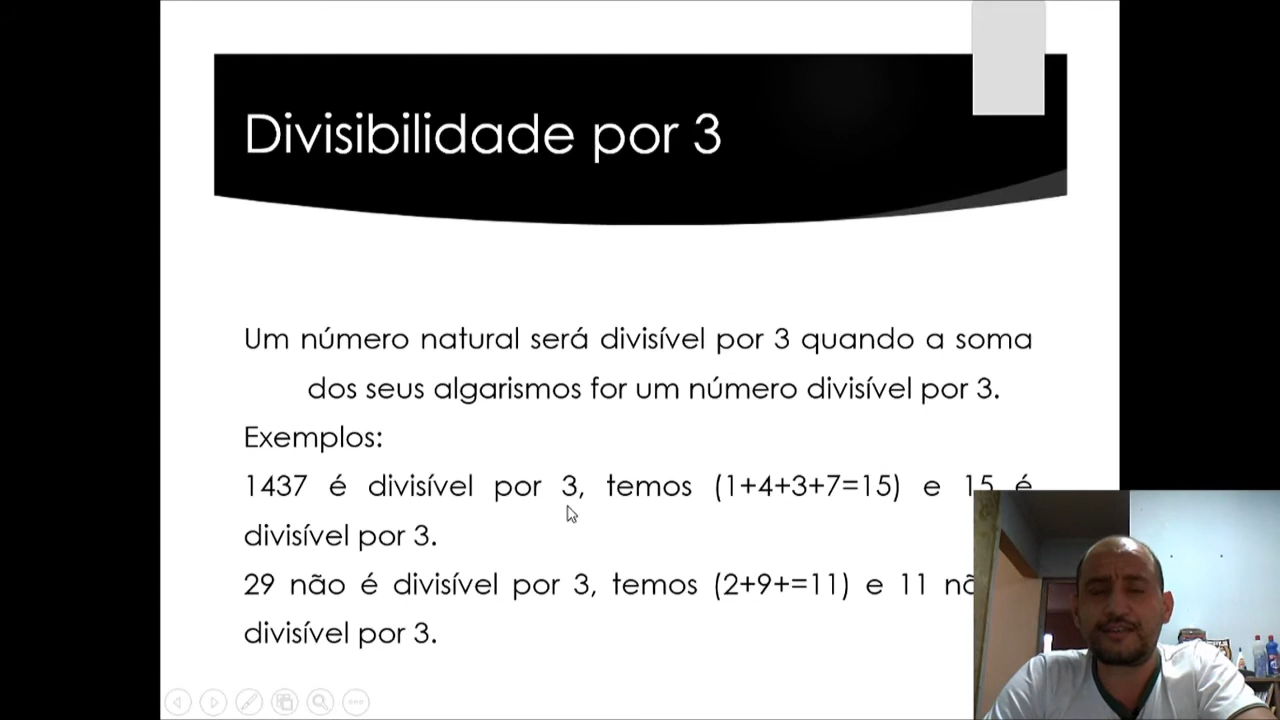 Divisibilidade por 3
Um número natural será divisível por 3 quando a soma
dos seus algarismos for um número divisível por 3.
Exemplos:
1437 é divisível por 3, temos (1+4+3+7=15) e 15 é
divisível por 3.
29 não é divisível por 3, temos (2+9+=11) e 11
divisível por 3.